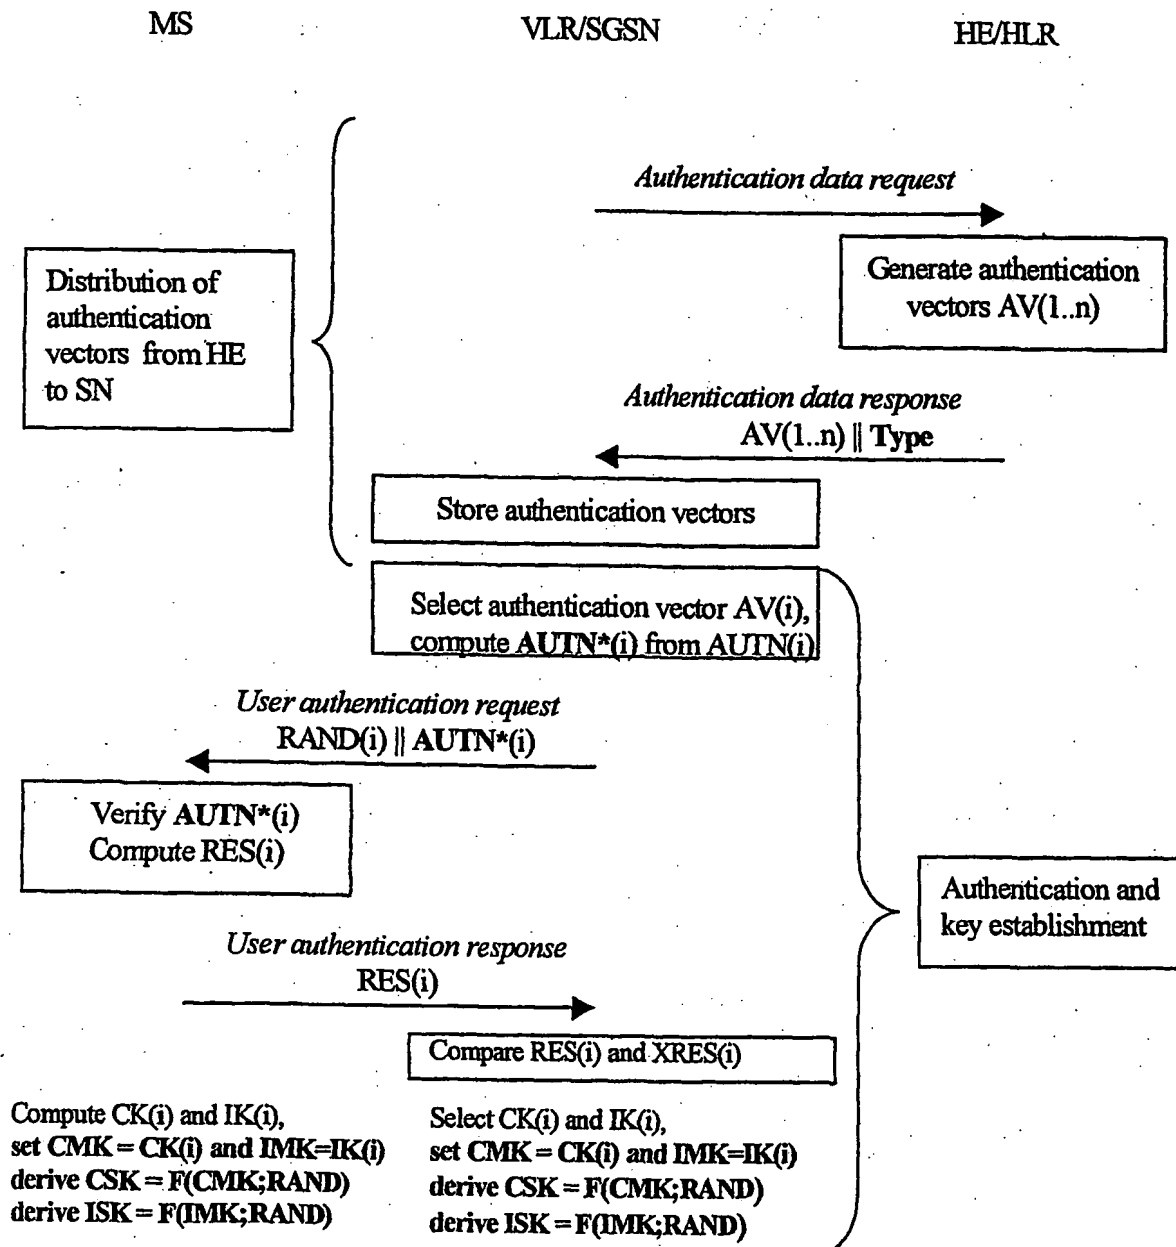 MS
VLR/SGSN
HE/HLR
Authentication data request
Generate authentication
vectors AV(1..n)
Distribution of
authentication
vectors from HE
to SN
Authentication data response
AV(1..n) || Type
Store authentication vectors
Select authentication vector AV(i),
compute AUTN*(i) from AUTN(i)
User authentication request
RAND(i) || AUTN*(i)
Verify AUTN*(i)
Compute RES(i)
Authentication and
key establishment
User authentication response
RES(i)
Compare RES(i) and XRES(i)
Compute CK(i) and IK(i),
set CMK = CK(i) and IMK=IK(i)
derive CSK = F(CMK;RAND)
derive ISK = F(IMK;RAND)
Select CK(i) and IK(i),
set CMK = CK(i) and IMK=IK(i)
derive CSK = F(CMK;RAND)
derive ISK = F(IMK;RAND)